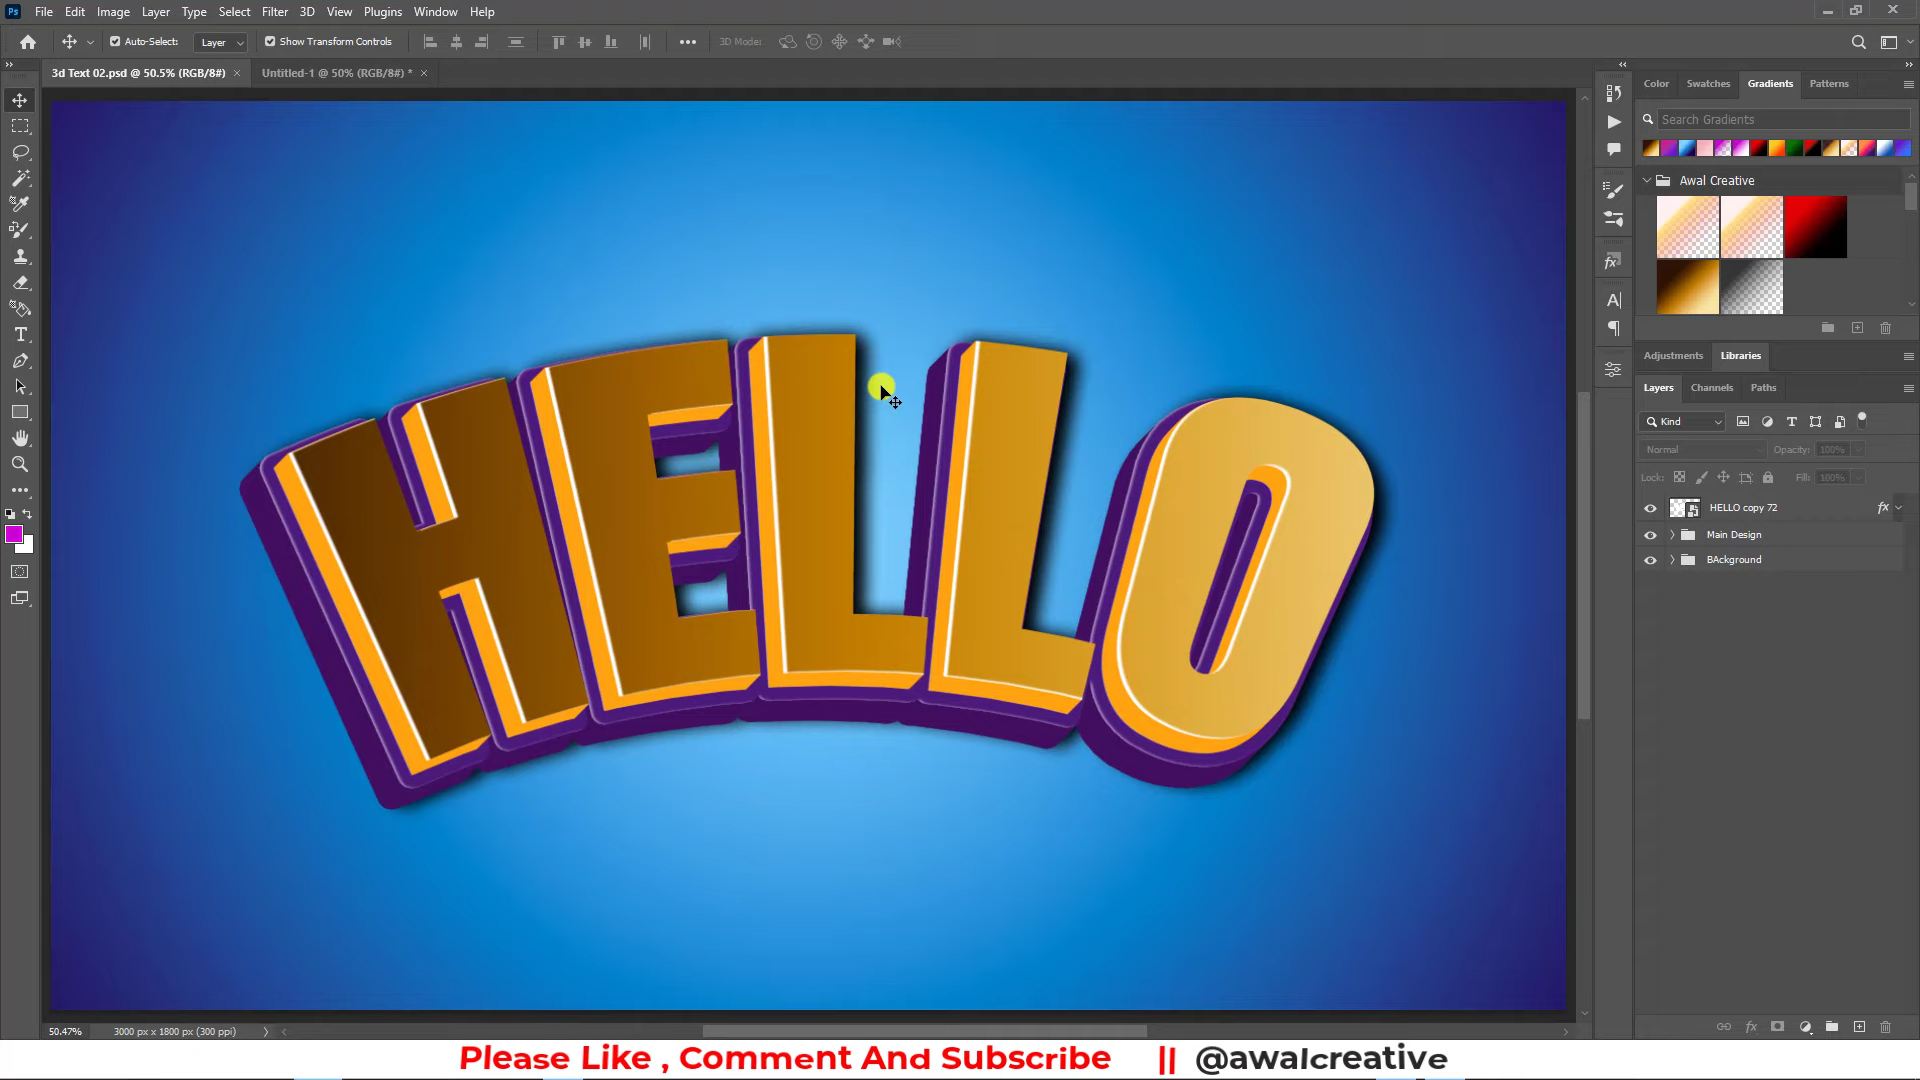 Ps File Edit Image Layer Type Select Filter 3D View Plugins Window Help
Auto-Select: Layer Show Transform Controls 3D Mode:
3d Text 02.psd @ 50.5% (RGB/8#) × Untitled-1 @ 50% (RGB/8#) * ×
Color Swatches Gradients Patterns
Search Gradients
Awal Creative
Adjustments Libraries
Layers Channels Paths
Kind
Normal Opacity: 100%
Lock: Fill: 100%
HELLO copy 72 fx
Main Design
BAckground
HELLO
50.47% 3000 px x 1800 px (300 ppi)
Please Like , Comment And Subscribe || @awalcreative